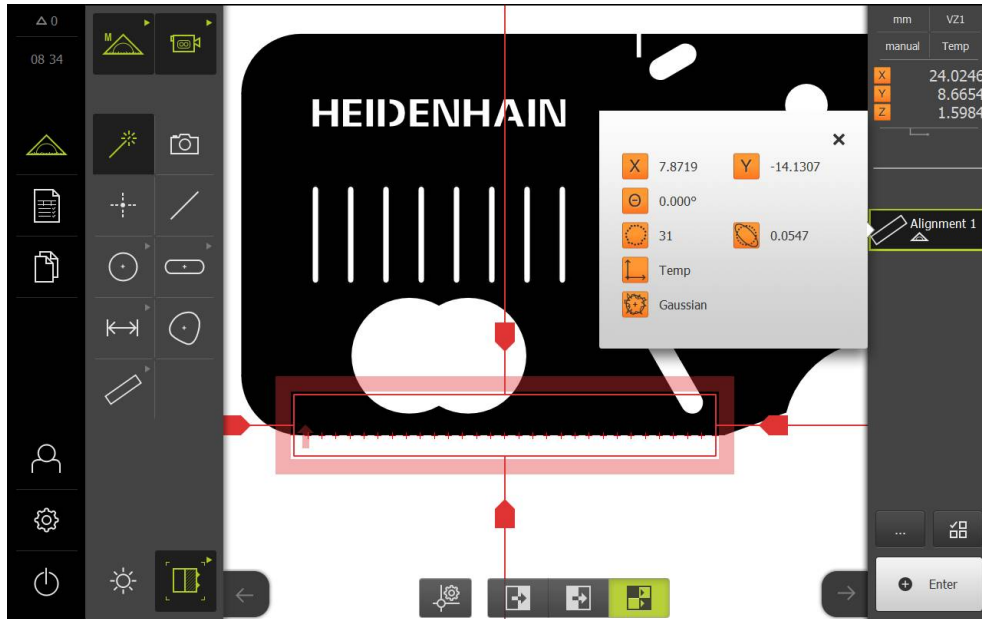 0
08 34
M
HEIDENHAIN
X 7.8719 Y -14.1307
Θ 0.000°
31 0.0547
Temp
Gaussian
mm VZ1
manual Temp
X 24.0246
Y 8.6654
Z 1.5984
Alignment 1
...
Enter